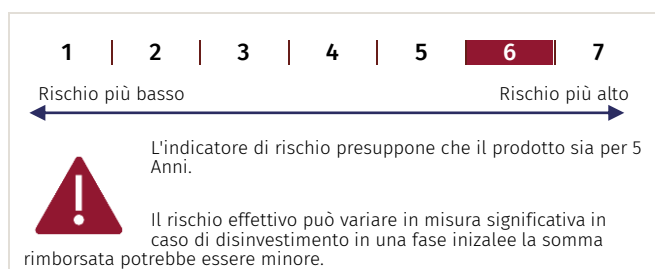 1 | 2 | 3 | 4 | 5 | 6 | 7
Rischio più basso Rischio più alto
L'indicatore di rischio presuppone che il prodotto sia per 5
Anni.
Il rischio effettivo può variare in misura significativa in
caso di disinvestimento in una fase inizalee la somma
rimborsata potrebbe essere minore.